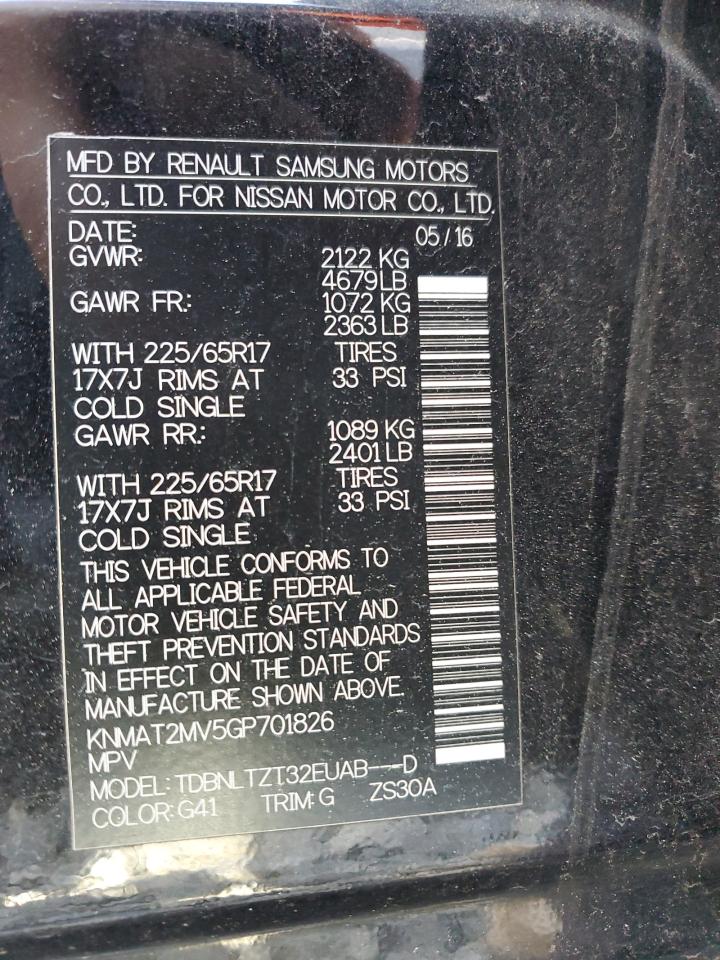 MFD BY RENAULT SAMSUNG MOTORS
CO., LTD. FOR NISSAN MOTOR CO., LTD.
DATE: 05/16
GVWR: 2122 KG
4679 LB
GAWR FR: 1072 KG
2363 LB
WITH 225/65R17 TIRES
17X7J RIMS AT 33 PSI
COLD SINGLE
GAWR RR: 1089 KG
2401 LB
WITH 225/65R17 TIRES
17X7J RIMS AT 33 PSI
COLD SINGLE
THIS VEHICLE CONFORMS TO
ALL APPLICABLE FEDERAL
MOTOR VEHICLE SAFETY AND
THEFT PREVENTION STANDARDS
IN EFFECT ON THE DATE OF
MANUFACTURE SHOWN ABOVE.
KNMAT2MV5GP701826
MPV
MODEL: TDBNLTZT32EUAB---D
COLOR: G41 TRIM: G ZS30A